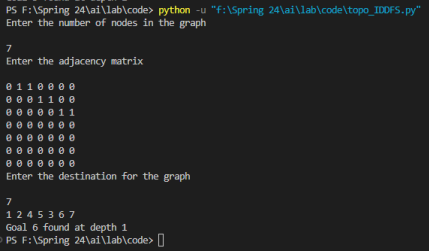 PS F:\Spring 24\ai\lab\code> python -u "f:\Spring 24\ai\lab\code\topo_IDDFS.py"
Enter the number of nodes in the graph
7
Enter the adjacency matrix
0 1 1 0 0 0 0
0 0 0 1 1 0 0
0 0 0 0 0 1 1
0 0 0 0 0 0 0
0 0 0 0 0 0 0
0 0 0 0 0 0 0
0 0 0 0 0 0 0
Enter the destination for the graph
7
1 2 4 5 3 6 7
Goal 6 found at depth 1
PS F:\Spring 24\ai\lab\code>